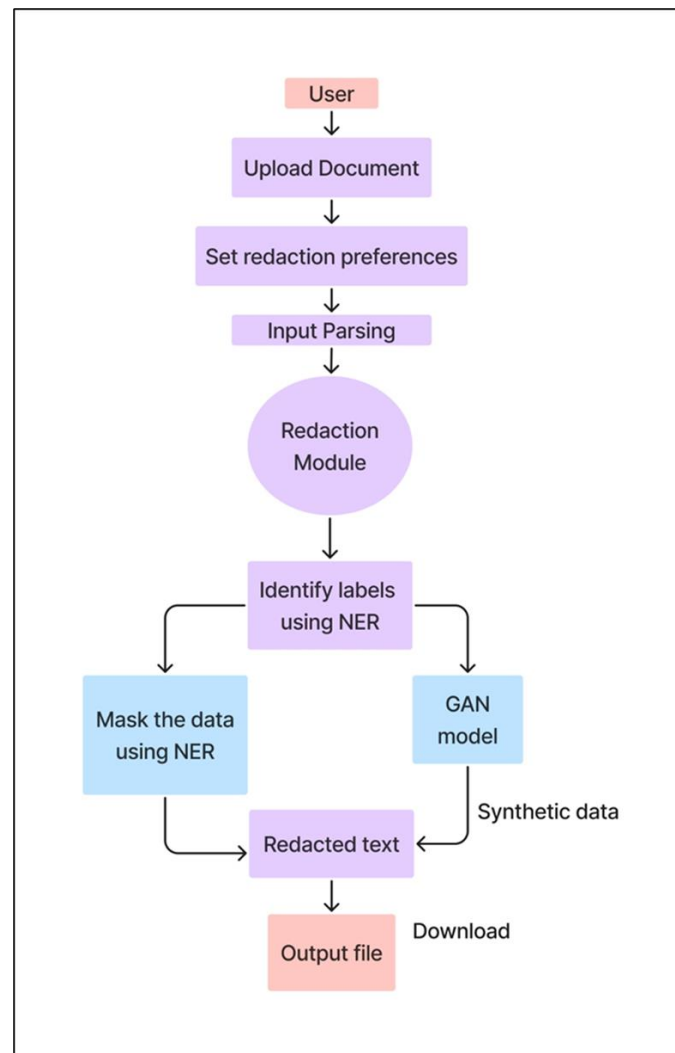 User
Upload Document
Set redaction preferences
Input Parsing
Redaction
Module
Identify labels
using NER
Mask the data
using NER
GAN
model
Synthetic data
Redacted text
Download
Output file